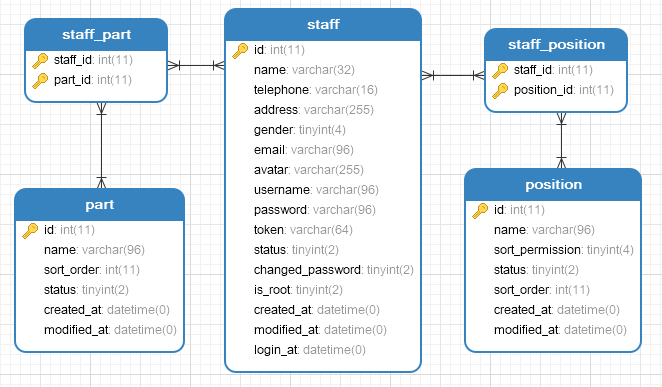 staff_part
staff_id: int(11)
part_id: int(11)
staff
id: int(11)
name: varchar(32)
telephone: varchar(16)
address: varchar(255)
gender: tinyint(4)
email: varchar(96)
avatar: varchar(255)
username: varchar(96)
password: varchar(96)
token: varchar(64)
status: tinyint(2)
changed_password: tinyint(2)
is_root: tinyint(2)
created_at: datetime(0)
modified_at: datetime(0)
login_at: datetime(0)
staff_position
staff_id: int(11)
position_id: int(11)
part
id: int(11)
name: varchar(96)
sort_order: int(11)
status: tinyint(2)
created_at: datetime(0)
modified_at: datetime(0)
position
id: int(11)
name: varchar(96)
sort_permission: tinyint(4)
status: tinyint(2)
sort_order: int(11)
created_at: datetime(0)
modified_at: datetime(0)